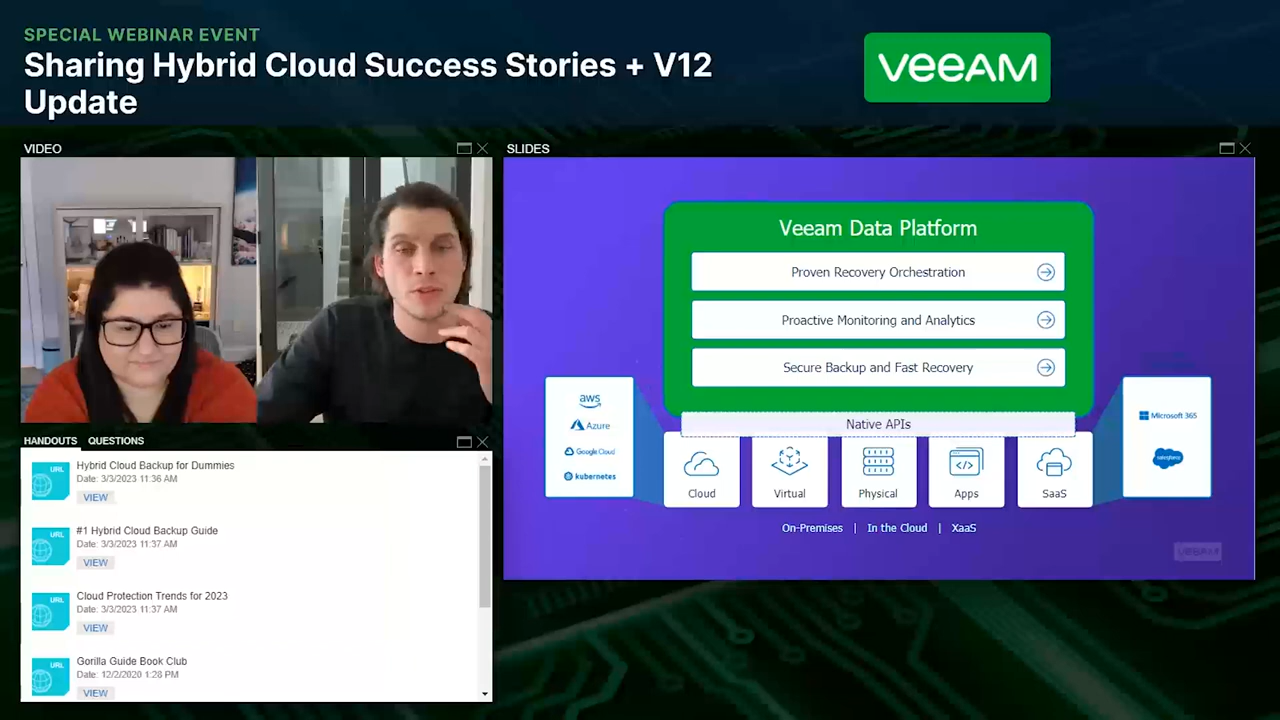 SPECIAL WEBINAR EVENT
Sharing Hybrid Cloud Success Stories + V12
Update
VEEAM
VIDEO
SLIDES
Veeam Data Platform
Proven Recovery Orchestration
Proactive Monitoring and Analytics
Secure Backup and Fast Recovery
Native APIs
aws
Azure
Google Cloud
kubernetes
Microsoft 365
salesforce
Cloud
Virtual
Physical
Apps
SaaS
On-Premises | In the Cloud | XaaS
VEEAM
HANDOUTS QUESTIONS
URL
Hybrid Cloud Backup for Dummies
Date: 3/3/2023 11:36 AM
VIEW
URL
#1 Hybrid Cloud Backup Guide
Date: 3/3/2023 11:37 AM
VIEW
URL
Cloud Protection Trends for 2023
Date: 3/3/2023 11:37 AM
VIEW
URL
Gorilla Guide Book Club
Date: 12/2/2020 1:28 PM
VIEW